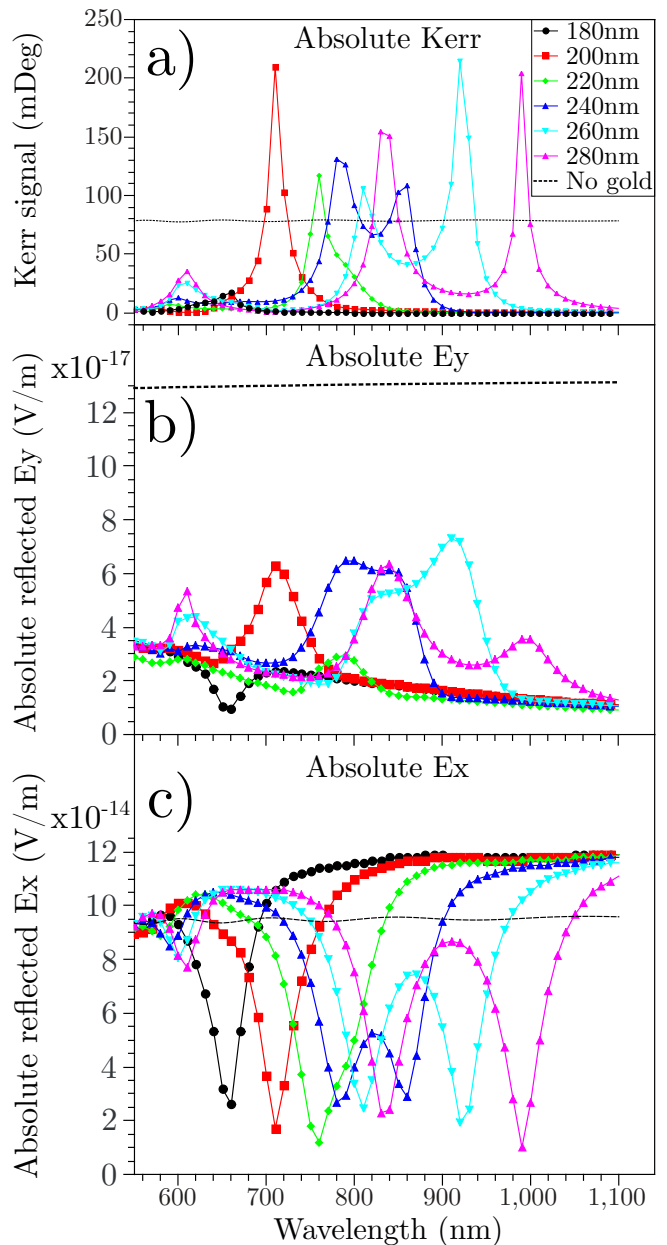 Absolute Kerr
a)
180nm
200nm
220nm
240nm
260nm
280nm
No gold
Kerr signal (mDeg)
250
200
150
100
50
0
Absolute Ey
x10-17
b)
Absolute reflected Ey (V/m)
12
10
8
6
4
2
0
Absolute Ex
x10-14
c)
Absolute reflected Ex (V/m)
12
10
8
6
4
2
0
600 700 800 900 1,000 1,100
Wavelength (nm)